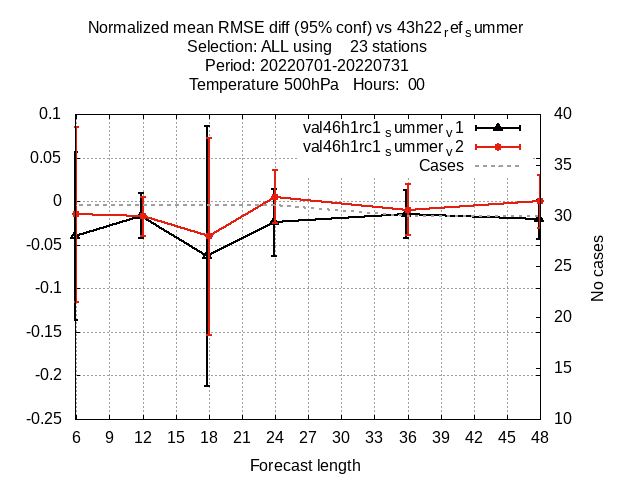 Normalized mean RMSE diff (95% conf) vs 43h22refsummer
Selection: ALL using 23 stations
Period: 20220701-20220731
Temperature 500hPa Hours: 00
val46h1rc1summerv1
val46h1rc1summerv2
Cases
0.1
0.05
0
-0.05
-0.1
-0.15
-0.2
-0.25
40
35
30
25
20
15
10
No cases
6 9 12 15 18 21 24 27 30 33 36 39 42 45 48
Forecast length